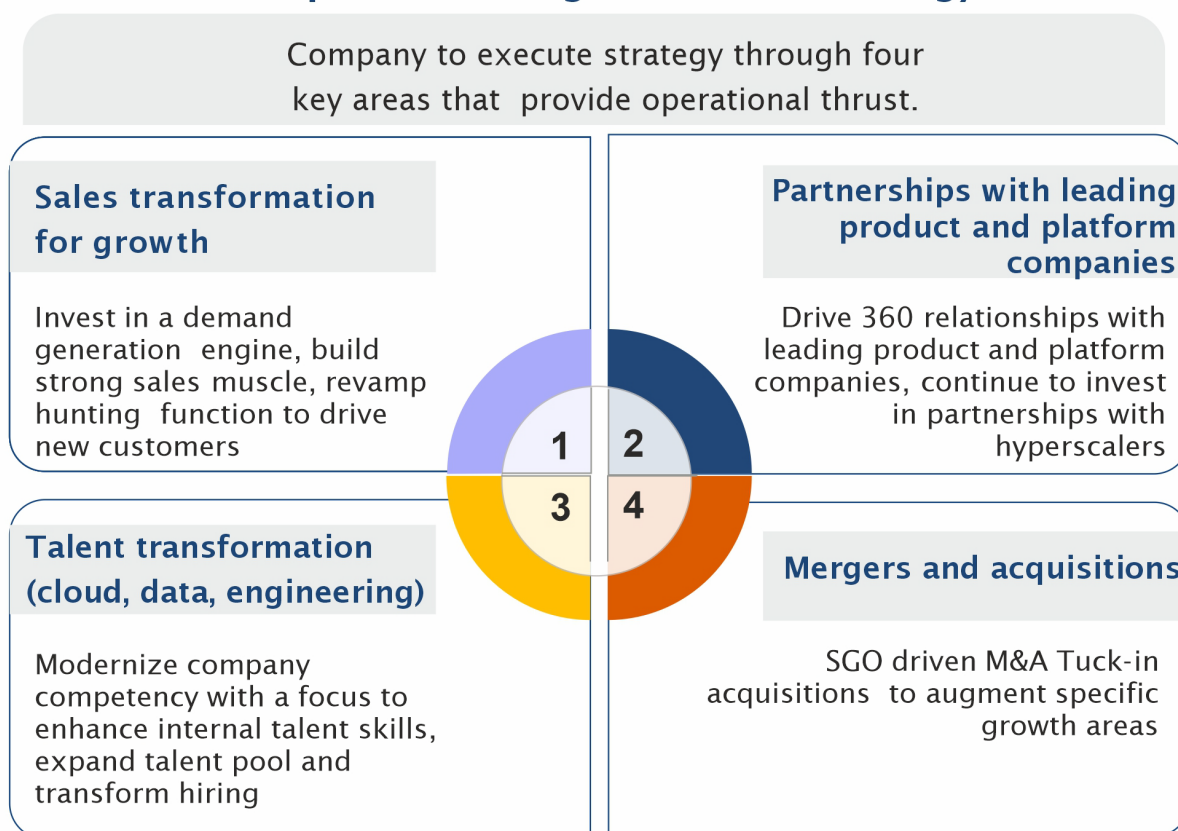 Company to execute strategy through four
key areas that provide operational thrust.
Sales transformation
for growth
Invest in a demand
generation engine, build
strong sales muscle, revamp
hunting function to drive
new customers
Partnerships with leading
product and platform
companies
Drive 360 relationships with
leading product and platform
companies, continue to invest
in partnerships with
hyperscalers
1
2
3
4
Talent transformation
(cloud, data, engineering)
Modernize company
competency with a focus to
enhance internal talent skills,
expand talent pool and
transform hiring
Mergers and acquisitions
SGO driven M&A Tuck-in
acquisitions to augment specific
growth areas